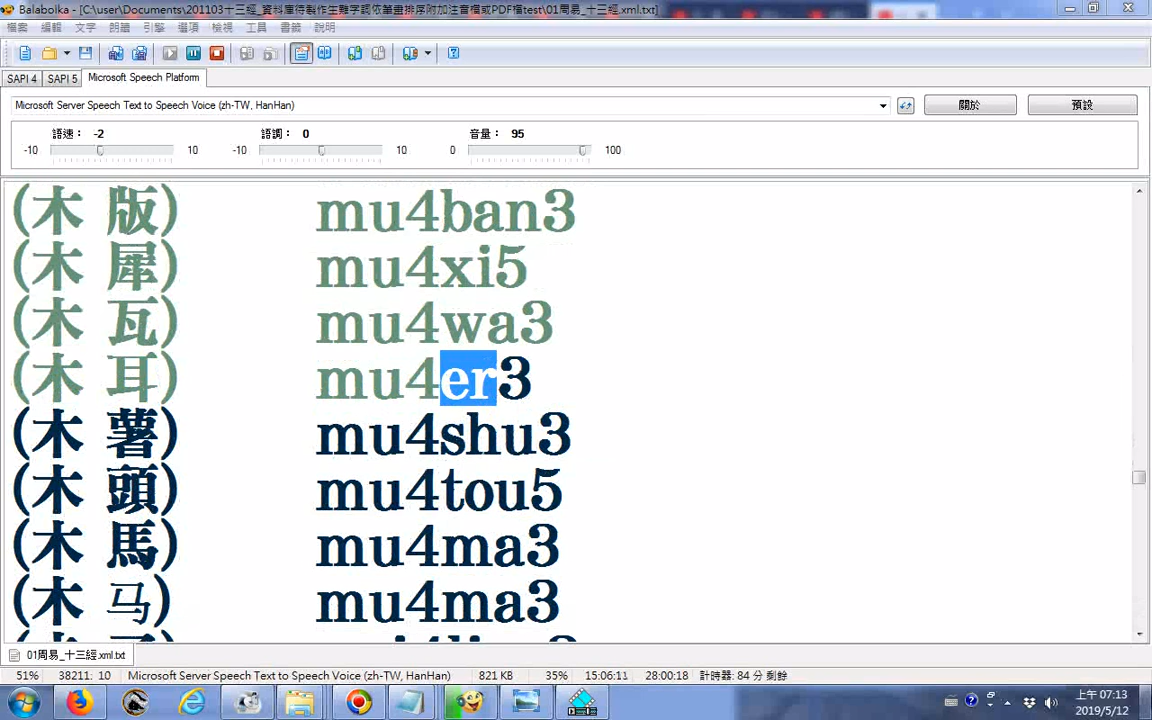 Balabolka - [C:\user\Documents\201103十三經_資料庫待製作生難字詞依筆畫排序附加注音檔或PDF檔test\01周易_十三經.xml.txt]
檔案 編輯 文字 朗誦 引擎 選項 檢視 工具 書籤 說明
SAPI 4 SAPI 5 Microsoft Speech Platform
Microsoft Server Speech Text to Speech Voice (zh-TW, HanHan) 關於 預設
語速： -2 語調： 0 音量： 95
-10 10 -10 10 0 100
(木 版) mu4ban3
(木 犀) mu4xi5
(木 瓦) mu4wa3
(木 耳) mu4er3
(木 薯) mu4shu3
(木 頭) mu4tou5
(木 馬) mu4ma3
(木 马) mu4ma3
01周易_十三經.xml.txt
51% 38211: 10 Microsoft Server Speech Text to Speech Voice (zh-TW, HanHan) 821 KB 35% 15:06:11 28:00:18 計時器: 84 分 剩餘
上午 07:13
2019/5/12